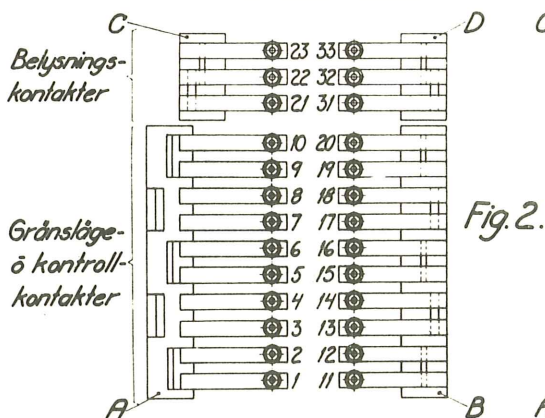 C D C
Belysnings-
kontakter
23 33
22 32
21 31
10 20
9 19
8 18
7 17
6 16
5 15
4 14
3 13
2 12
1 11
Gränsläge-
ö kontroll-
kontakter
Fig. 2.
A B A